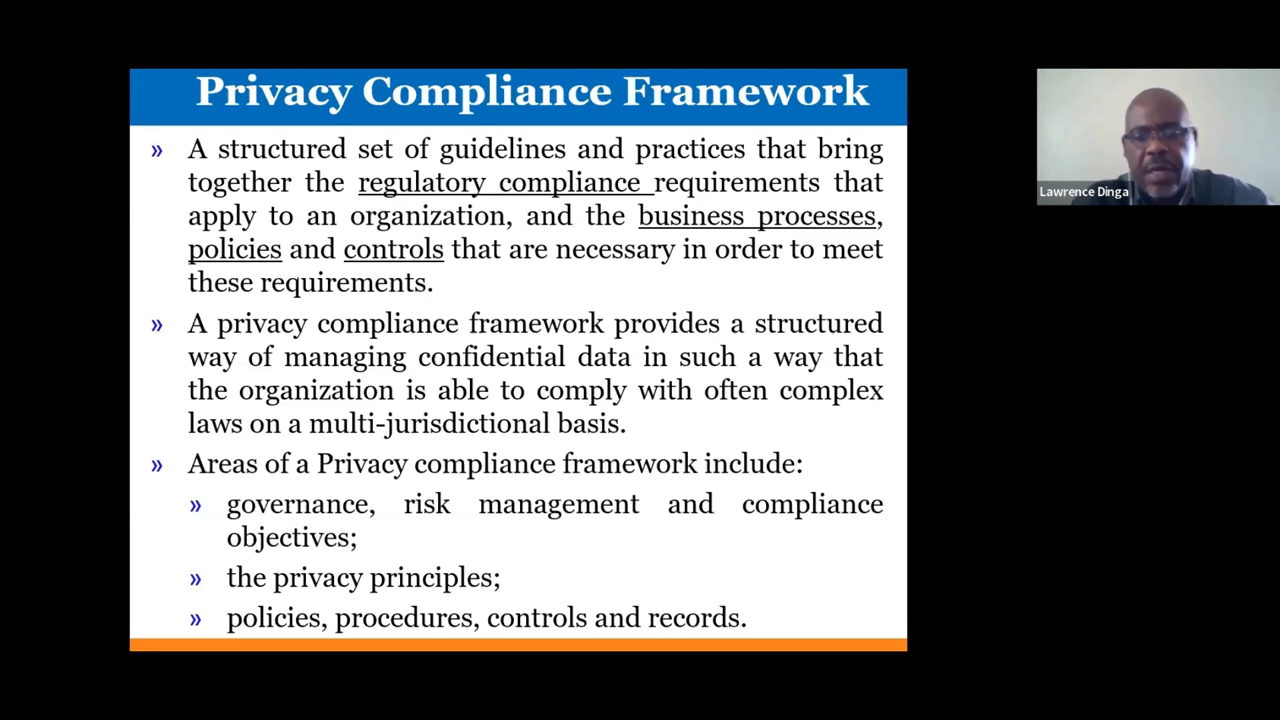 Privacy Compliance Framework
» A structured set of guidelines and practices that bring
together the regulatory compliance requirements that
apply to an organization, and the business processes,
policies and controls that are necessary in order to meet
these requirements.
» A privacy compliance framework provides a structured
way of managing confidential data in such a way that
the organization is able to comply with often complex
laws on a multi-jurisdictional basis.
» Areas of a Privacy compliance framework include:
» governance, risk management and compliance
objectives;
» the privacy principles;
» policies, procedures, controls and records.
Lawrence Dinga